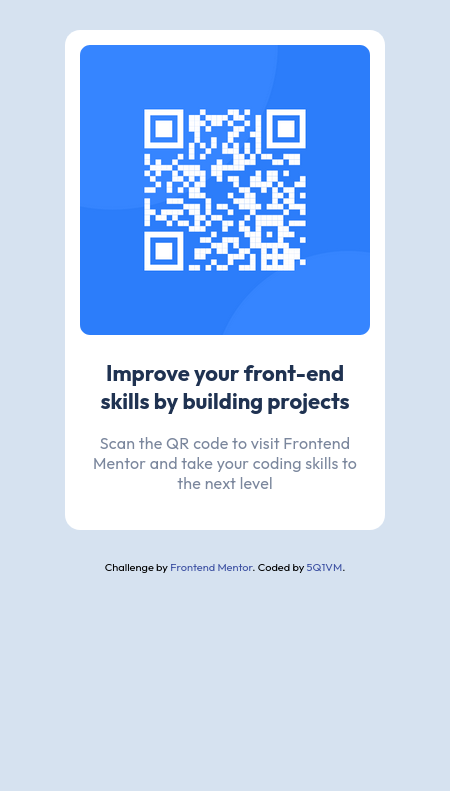 Improve your front-end
skills by building projects
Scan the QR code to visit Frontend
Mentor and take your coding skills to
the next level
Challenge by Frontend Mentor. Coded by 5Q1VM.